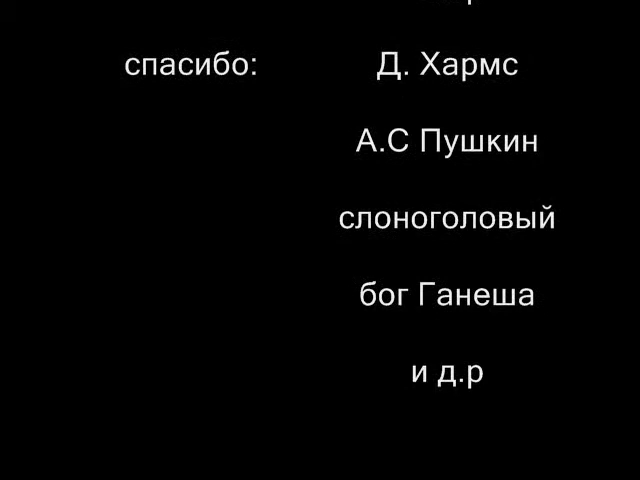 спасибо: Д. Хармс
А.С Пушкин
слоноголовый
бог Ганеша
и д.р